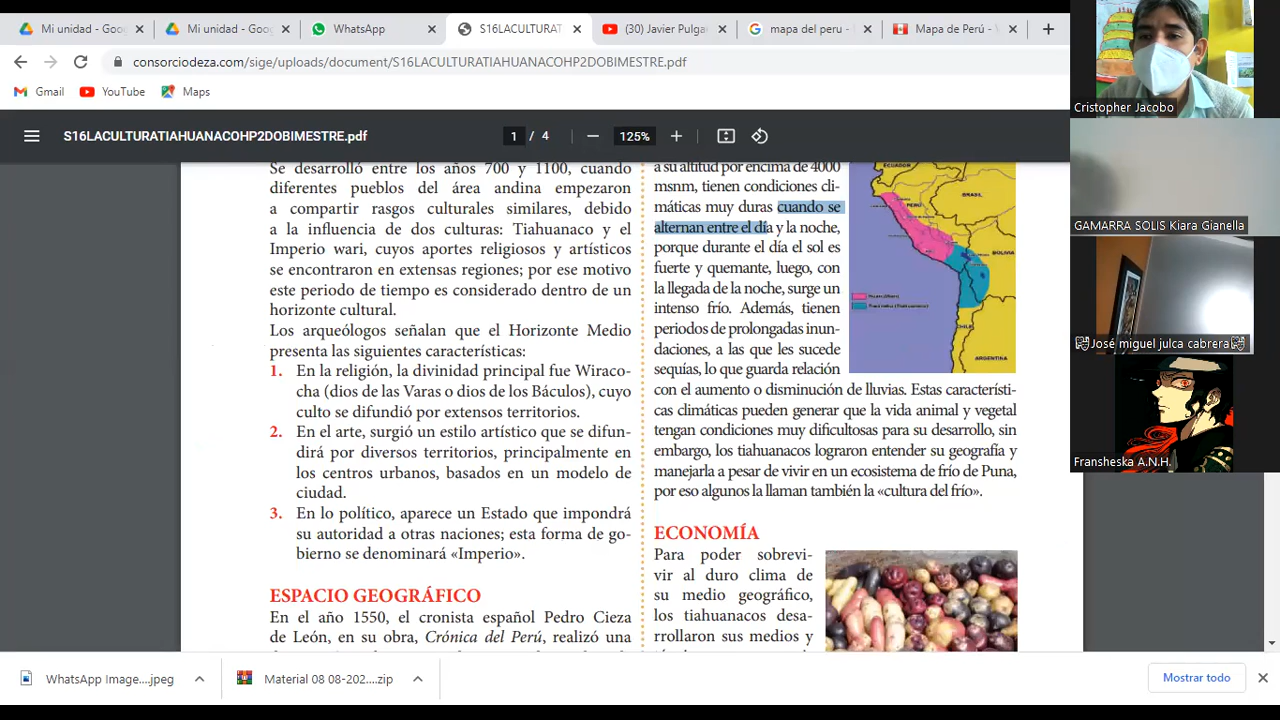 Mi unidad - Goog
Mi unidad - Goog
WhatsApp
S16LACULTURAT
(30) Javier Pulga
mapa del peru -
Mapa de Perú -
consorciodeza.com/sige/uploads/document/S16LACULTURATIAHUANACOHP2DOBIMESTRE.pdf
Gmail
YouTube
Maps
S16LACULTURATIAHUANACOHP2DOBIMESTRE.pdf
1 / 4
125%
Se desarrolló entre los años 700 y 1100, cuando
diferentes pueblos del área andina empezaron
a compartir rasgos culturales similares, debido
a la influencia de dos culturas: Tiahuanaco y el
Imperio wari, cuyos aportes religiosos y artísticos
se encontraron en extensas regiones; por ese motivo
este periodo de tiempo es considerado dentro de un
horizonte cultural.
Los arqueólogos señalan que el Horizonte Medio
presenta las siguientes características:
1. En la religión, la divinidad principal fue Wiraco-
cha (dios de las Varas o dios de los Báculos), cuyo
culto se difundió por extensos territorios.
2. En el arte, surgió un estilo artístico que se difun-
dirá por diversos territorios, principalmente en
los centros urbanos, basados en un modelo de
ciudad.
3. En lo político, aparece un Estado que impondrá
su autoridad a otras naciones; esta forma de go-
bierno se denominará «Imperio».
ESPACIO GEOGRÁFICO
En el año 1550, el cronista español Pedro Cieza
de León, en su obra, Crónica del Perú, realizó una
a su altitud por encima de 4000
msnm, tienen condiciones cli-
máticas muy duras cuando se
alternan entre el día y la noche,
porque durante el día el sol es
fuerte y quemante, luego, con
la llegada de la noche, surge un
intenso frío. Además, tienen
periodos de prolongadas inun-
daciones, a las que les sucede
sequías, lo que guarda relación
con el aumento o disminución de lluvias. Estas característi-
cas climáticas pueden generar que la vida animal y vegetal
tengan condiciones muy dificultosas para su desarrollo, sin
embargo, los tiahuanacos lograron entender su geografía y
manejarla a pesar de vivir en un ecosistema de frío de Puna,
por eso algunos la llaman también la «cultura del frío».
ECUADOR
BRASIL
PERÚ
BOLIVIA
CHILE
ARGENTINA
ECONOMÍA
Para poder sobrevi-
vir al duro clima de
su medio geográfico,
los tiahuanacos desa-
rrollaron sus medios y
Cristopher Jacobo
GAMARRA SOLIS Kiara Gianella
José miguel julca cabrera
Fransheska A.N.H.
WhatsApp Image....jpeg
Material 08 08-202....zip
Mostrar todo